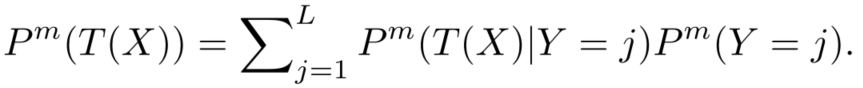 $P^m(T(X)) = \sum_{j=1}^{L} P^m(T(X)|Y = j)P^m(Y = j).$